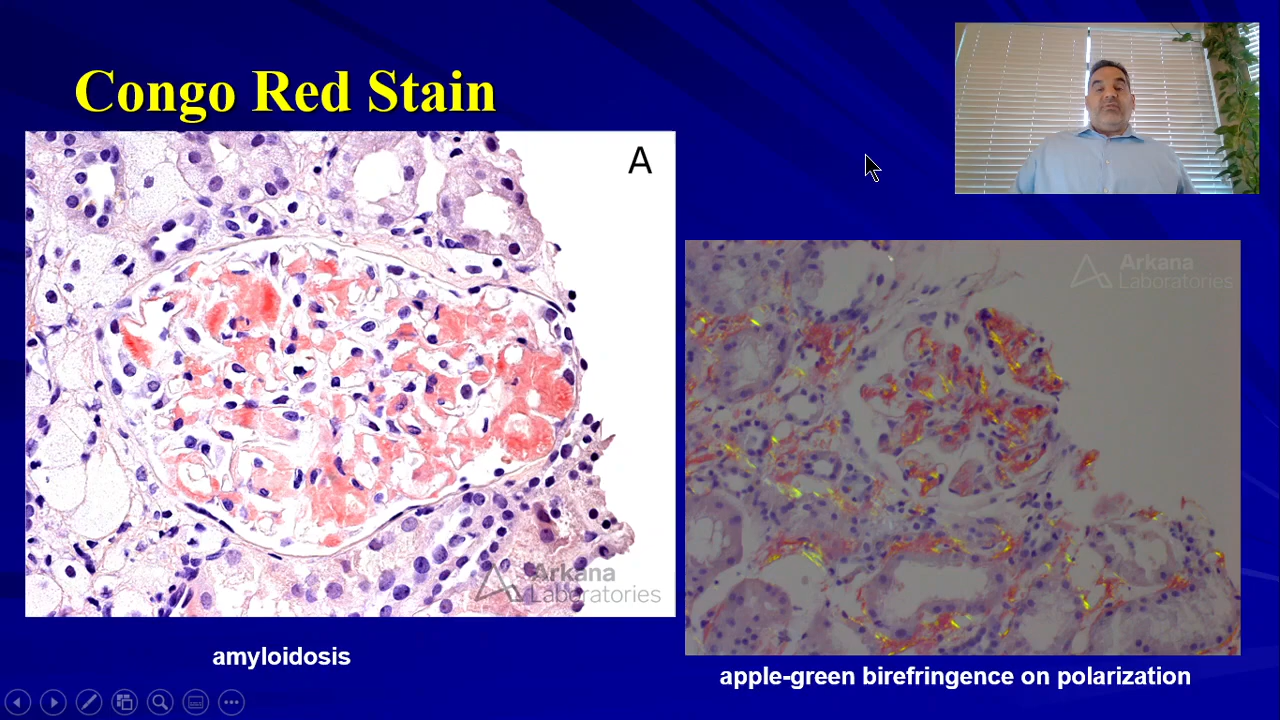 Congo Red Stain
A
Arkana
Laboratories
Arkana
Laboratories
amyloidosis
apple-green birefringence on polarization